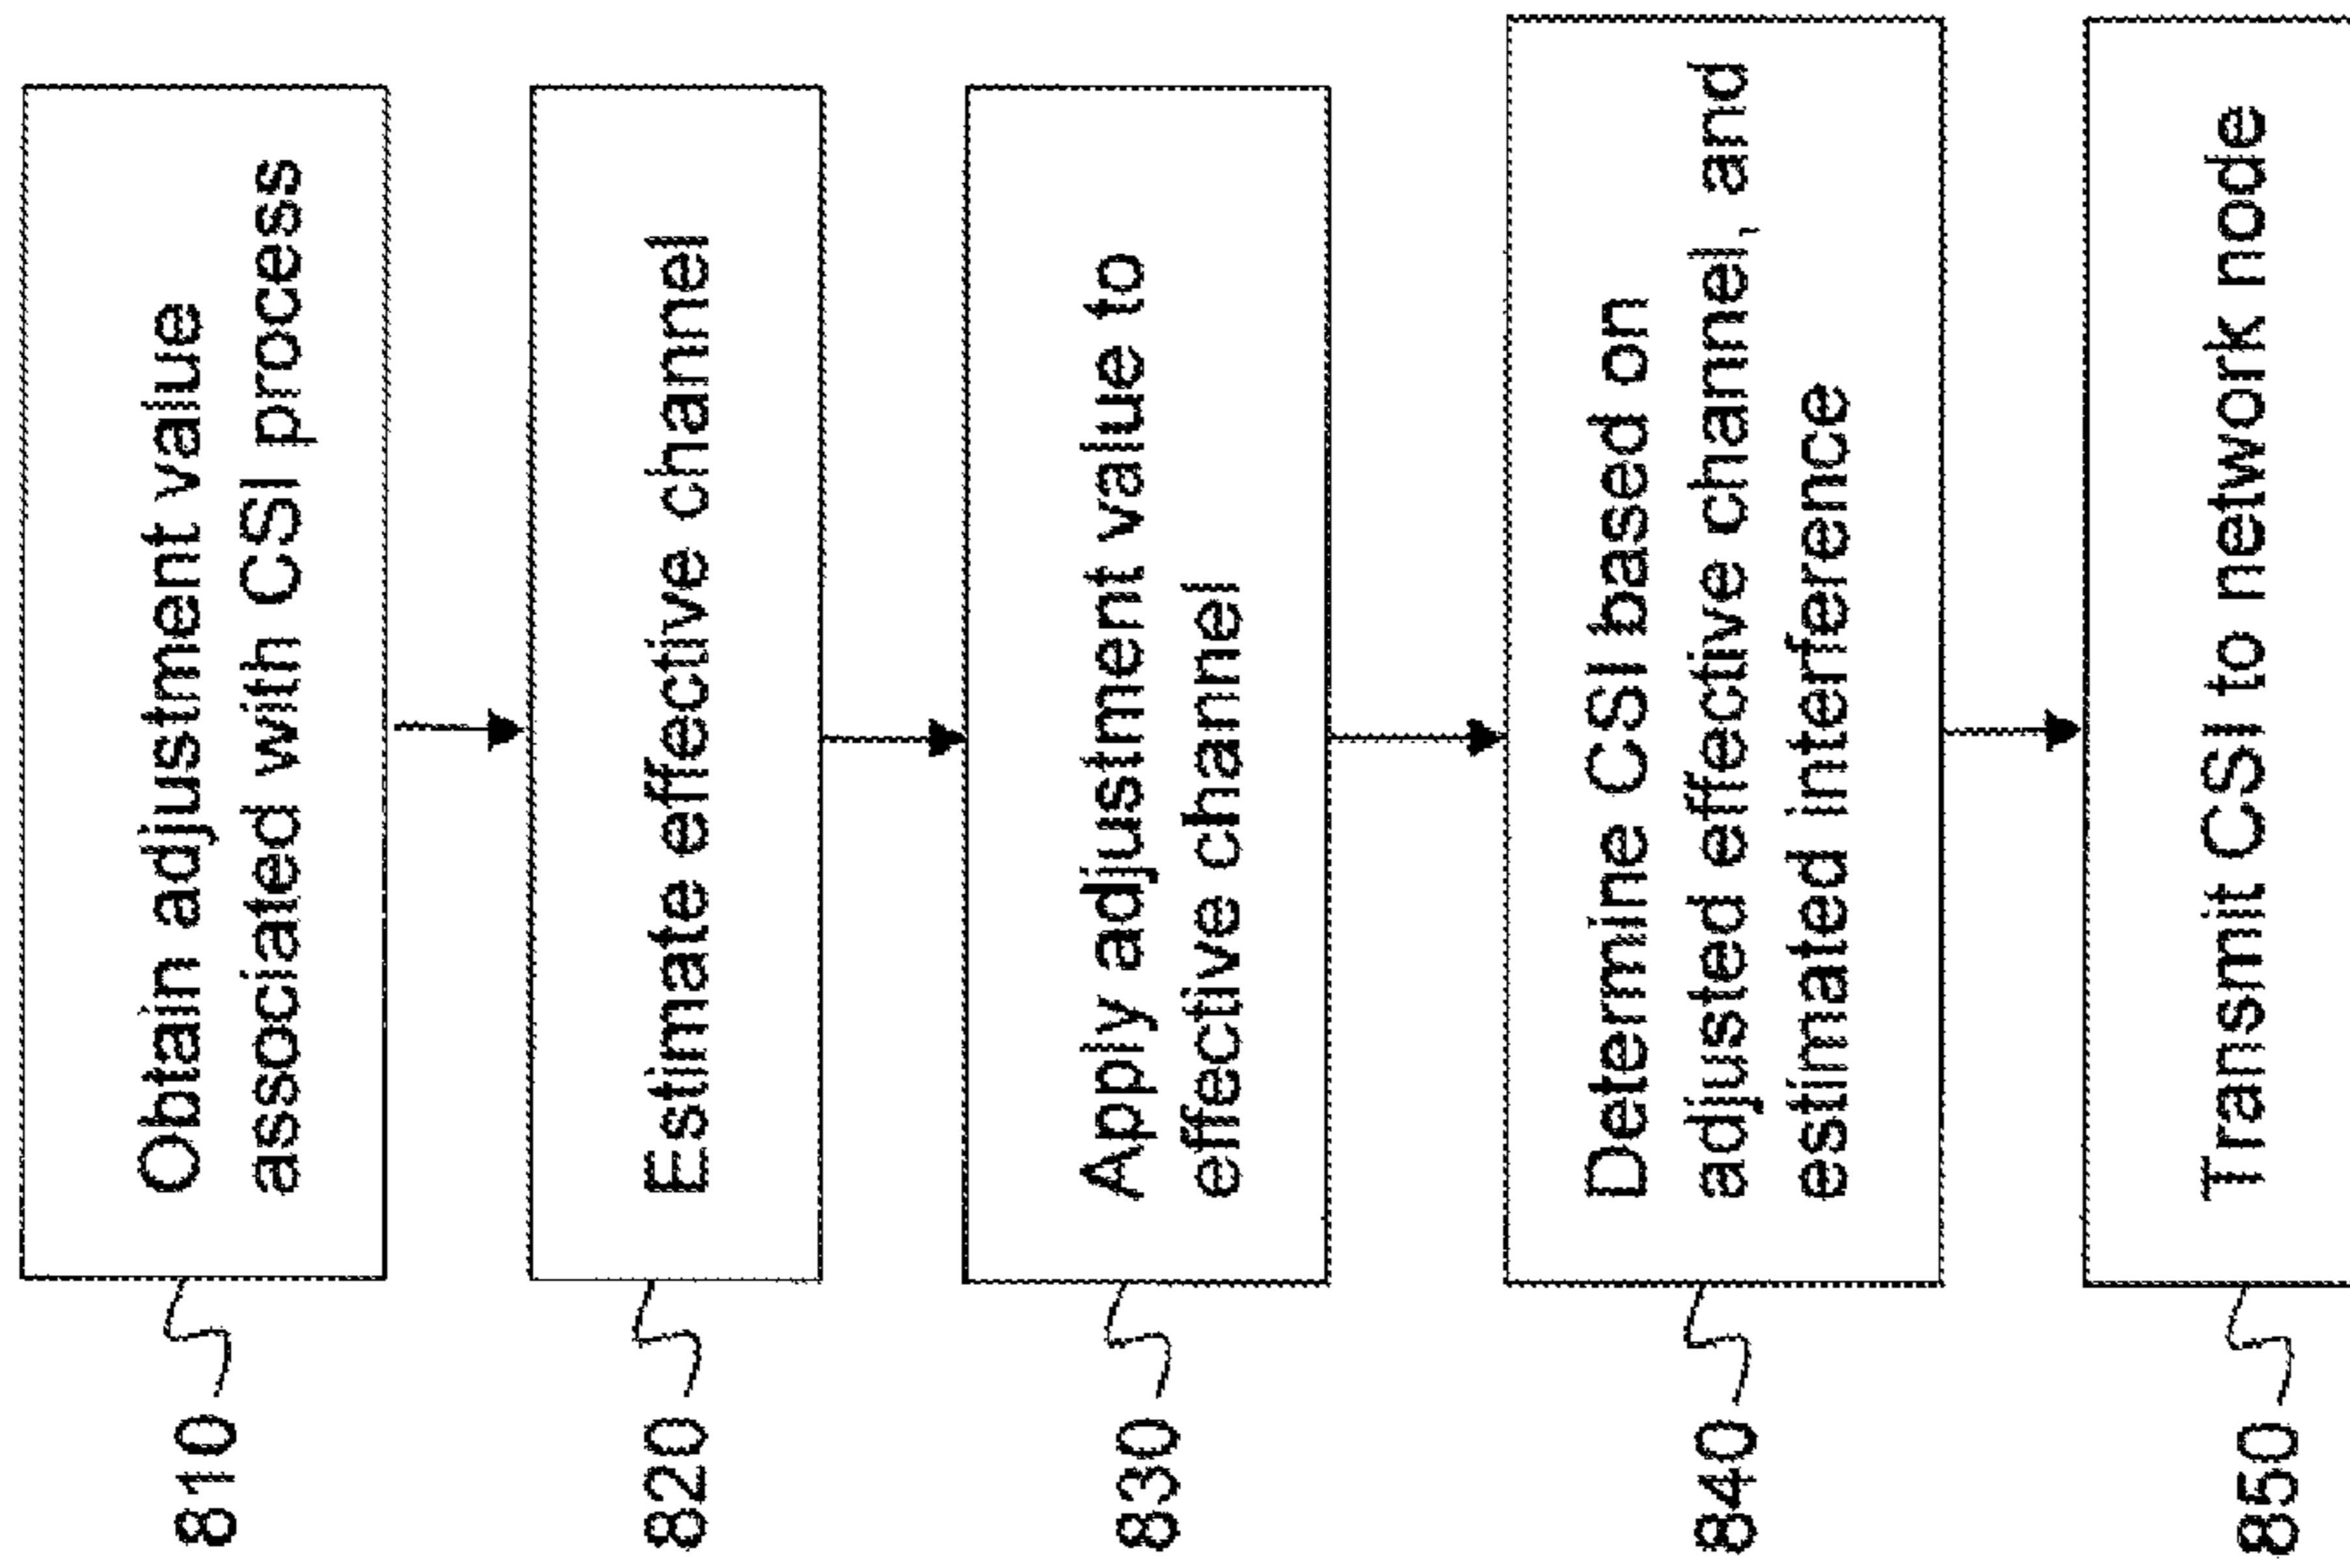 810
Obtain adjustment value
associated with CSI process
820
Estimate effective channel
830
Apply adjustment value to
effective channel
840
Determine CSI based on
adjusted effective channel, and
estimated interference
850
Transmit CSI to network node